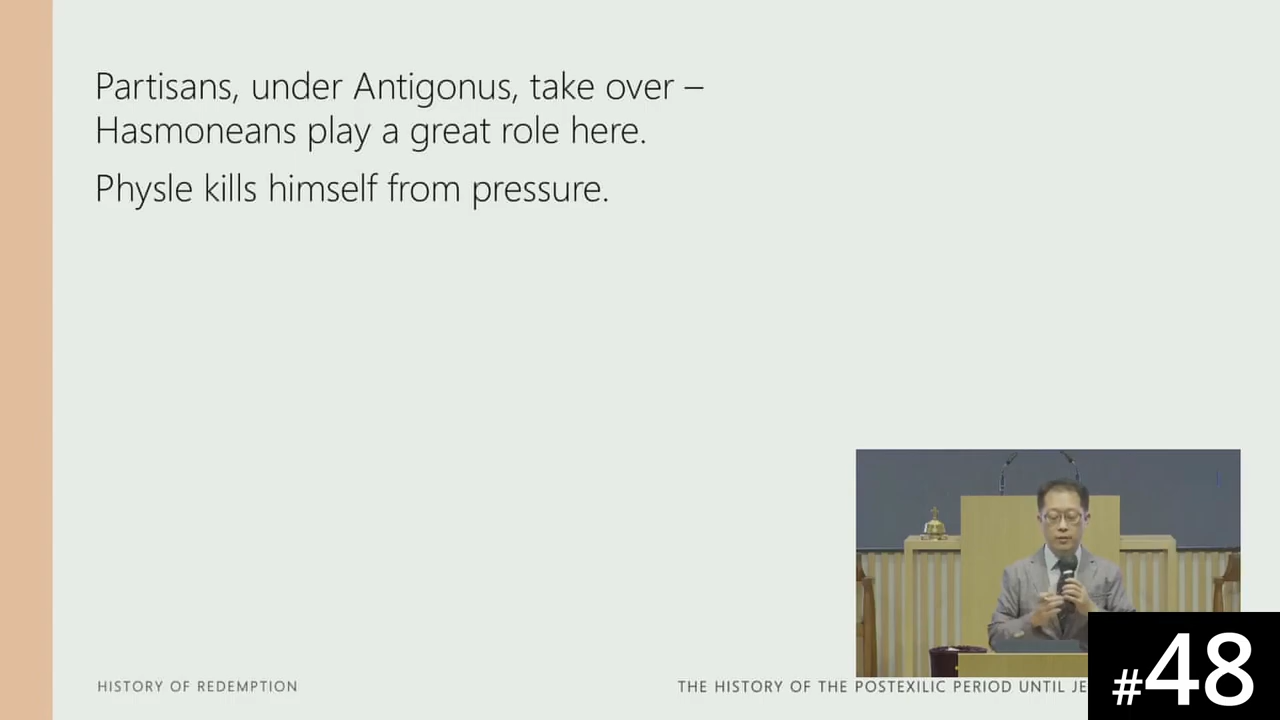 Partisans, under Antigonus, take over –
Hasmoneans play a great role here.
Physle kills himself from pressure.
HISTORY OF REDEMPTION
THE HISTORY OF THE POSTEXILIC PERIOD UNTIL JE
#48